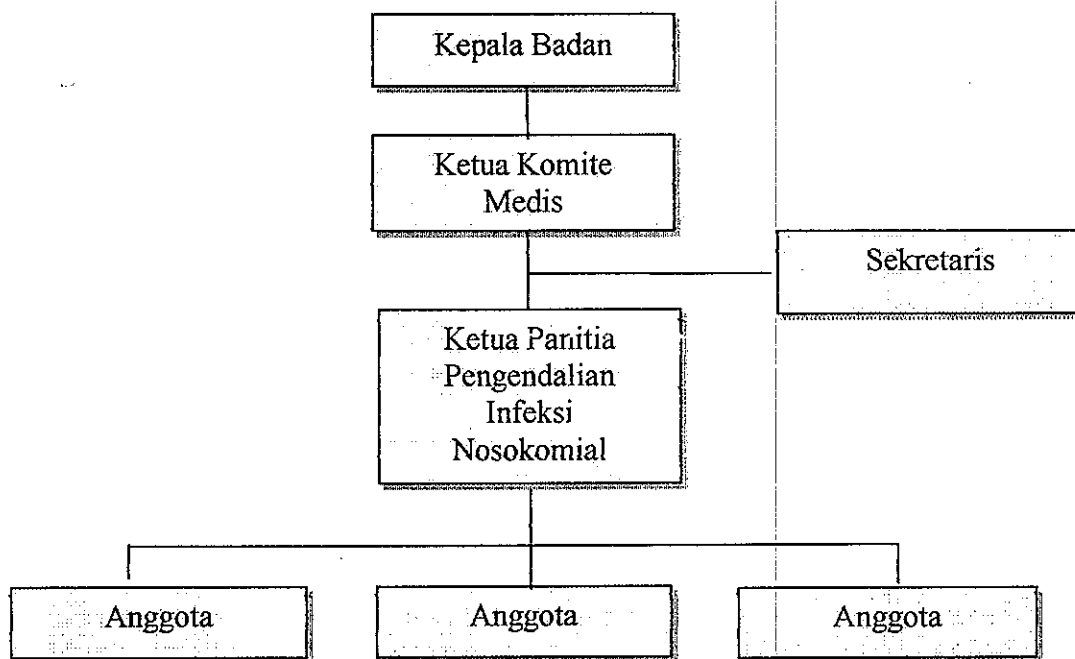 Kepala Badan
Ketua Komite
Medis
Sekretaris
Ketua Panitia
Pengendalian
Infeksi
Nosokomial
Anggota
Anggota
Anggota